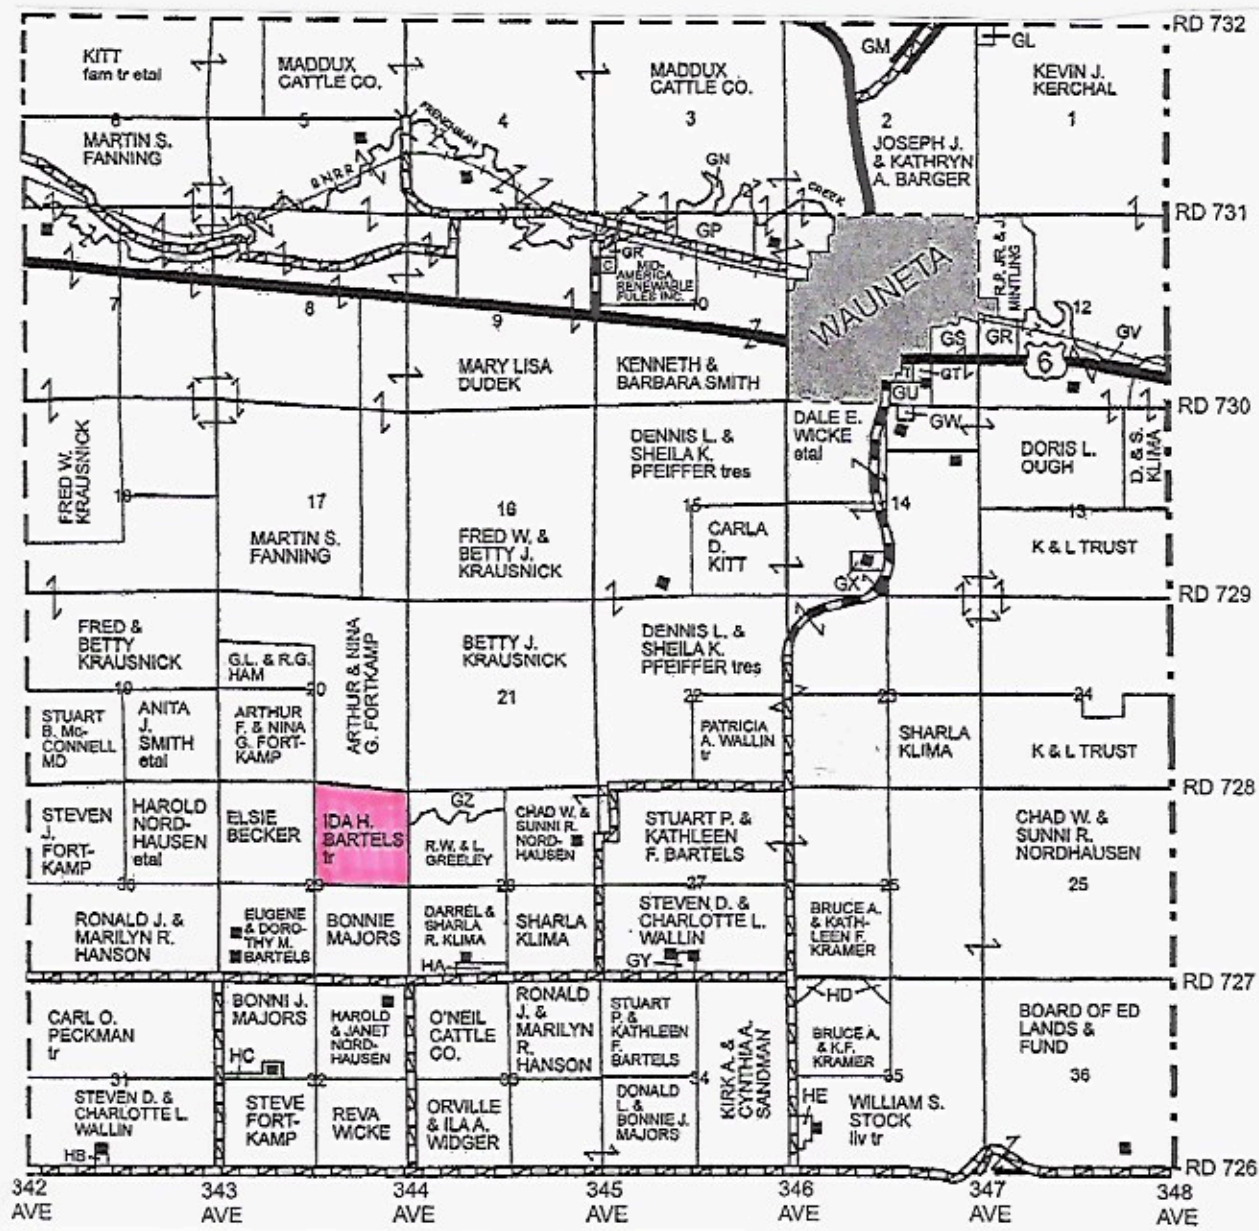 RD 732
KITT
fam tr etal
MADDUX
CATTLE CO.
MADDUX
CATTLE CO.
GM
GL
KEVIN J.
KERCHAL
6
5
4
3
2
1
MARTIN S.
FANNING
FRENCHMAN
B.N.R.R.
GN
CREEK
JOSEPH J.
& KATHRYN
A. BARGER
RD 731
GP
GR
C
MID-
AMERICA
RENEWABLE
FULES INC.
WAUNETA
R.P. JR. & J.
MINTLING
7
8
9
10
12
GS
GR
GV
6
MARY LISA
DUDEK
KENNETH &
BARBARA SMITH
T
GT
GU
GW
RD 730
FRED W.
KRAUSNICK
DENNIS L. &
SHEILA K.
PFEIFFER tres
DALE E.
WICKE
etal
DORIS L.
OUGH
D. & S.
KLIMA
18
17
16
15
14
13
MARTIN S.
FANNING
FRED W. &
BETTY J.
KRAUSNICK
CARLA
D.
KITT
K & L TRUST
GX
RD 729
FRED &
BETTY
KRAUSNICK
G.L. & R.G.
HAM
ARTHUR & NINA
G. FORTKAMP
BETTY J.
KRAUSNICK
DENNIS L. &
SHEILA K.
PFEIFFER tres
19
20
21
22
23
24
STUART
B. Mc-
CONNELL
MD
ANITA
J.
SMITH
etal
ARTHUR
F. & NINA
G. FORT-
KAMP
PATRICIA
A. WALLIN
tr
SHARLA
KLIMA
K & L TRUST
RD 728
STEVEN
J.
FORT-
KAMP
HAROLD
NORD-
HAUSEN
etal
ELSIE
BECKER
IDA H.
BARTELS
tr
GZ
R.W. & L.
GREELEY
CHAD W. &
SUNNI R.
NORD-
HAUSEN
STUART P. &
KATHLEEN
F. BARTELS
CHAD W. &
SUNNI R.
NORDHAUSEN
30
29
28
27
25
RONALD J. &
MARILYN R.
HANSON
EUGENE
& DORO-
THY M.
BARTELS
BONNIE
MAJORS
DARREL &
SHARLA
R. KLIMA
HA
SHARLA
KLIMA
STEVEN D. &
CHARLOTTE L.
WALLIN
GY
BRUCE A.
& KATH-
LEEN F.
KRAMER
RD 727
CARL O.
PECKMAN
tr
BONNI J.
MAJORS
HC
HAROLD
& JANET
NORD-
HAUSEN
O'NEIL
CATTLE
CO.
RONALD
J. &
MARILYN
R.
HANSON
STUART
P. &
KATHLEEN
F.
BARTELS
KIRK A. &
CYNTHIA A.
SANDMAN
HD
BRUCE A.
& K.F.
KRAMER
BOARD OF ED
LANDS &
FUND
31
32
33
34
35
36
STEVEN D. &
CHARLOTTE L.
WALLIN
HB
STEVE
FORT-
KAMP
REVA
WICKE
ORVILLE
& ILA A.
WIDGER
DONALD
L. &
BONNIE J.
MAJORS
HE
WILLIAM S.
STOCK
liv tr
RD 726
342
AVE
343
AVE
344
AVE
345
AVE
346
AVE
347
AVE
348
AVE